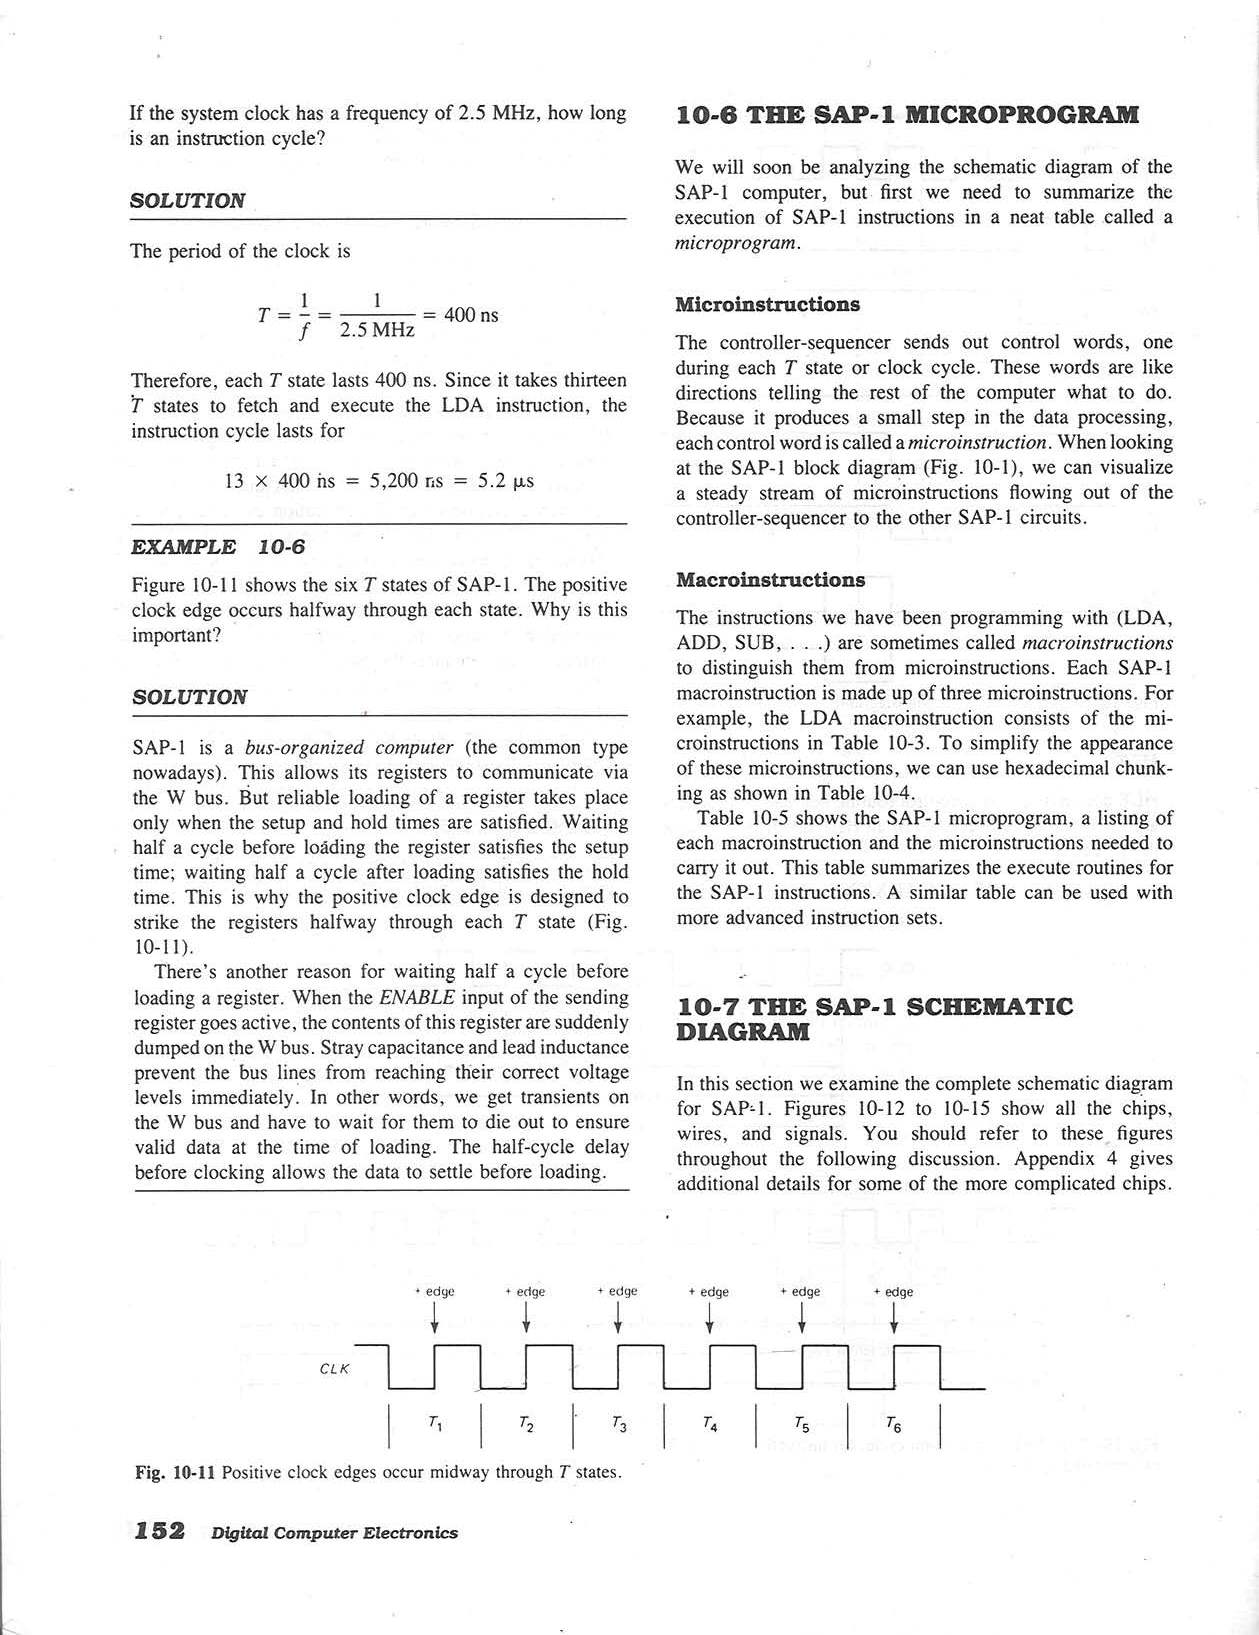 If the system clock has a frequency of 2.5 MHz, how long
is an instruction cycle?
SOLUTION
The period of the clock is
T = 1/f = 1/2.5 MHz = 400 ns
Therefore, each T state lasts 400 ns. Since it takes thirteen
T states to fetch and execute the LDA instruction, the
instruction cycle lasts for
13 × 400 ns = 5,200 ns = 5.2 μs
EXAMPLE 10-6
Figure 10-11 shows the six T states of SAP-1. The positive
clock edge occurs halfway through each state. Why is this
important?
SOLUTION
SAP-1 is a bus-organized computer (the common type
nowadays). This allows its registers to communicate via
the W bus. But reliable loading of a register takes place
only when the setup and hold times are satisfied. Waiting
half a cycle before loading the register satisfies the setup
time; waiting half a cycle after loading satisfies the hold
time. This is why the positive clock edge is designed to
strike the registers halfway through each T state (Fig.
10-11).
There's another reason for waiting half a cycle before
loading a register. When the ENABLE input of the sending
register goes active, the contents of this register are suddenly
dumped on the W bus. Stray capacitance and lead inductance
prevent the bus lines from reaching their correct voltage
levels immediately. In other words, we get transients on
the W bus and have to wait for them to die out to ensure
valid data at the time of loading. The half-cycle delay
before clocking allows the data to settle before loading.
10-6 THE SAP-1 MICROPROGRAM
We will soon be analyzing the schematic diagram of the
SAP-1 computer, but first we need to summarize the
execution of SAP-1 instructions in a neat table called a
microprogram.
Microinstructions
The controller-sequencer sends out control words, one
during each T state or clock cycle. These words are like
directions telling the rest of the computer what to do.
Because it produces a small step in the data processing,
each control word is called a microinstruction. When looking
at the SAP-1 block diagram (Fig. 10-1), we can visualize
a steady stream of microinstructions flowing out of the
controller-sequencer to the other SAP-1 circuits.
Macroinstructions
The instructions we have been programming with (LDA,
ADD, SUB, . . .) are sometimes called macroinstructions
to distinguish them from microinstructions. Each SAP-1
macroinstruction is made up of three microinstructions. For
example, the LDA macroinstruction consists of the mi-
croinstructions in Table 10-3. To simplify the appearance
of these microinstructions, we can use hexadecimal chunk-
ing as shown in Table 10-4.
Table 10-5 shows the SAP-1 microprogram, a listing of
each macroinstruction and the microinstructions needed to
carry it out. This table summarizes the execute routines for
the SAP-1 instructions. A similar table can be used with
more advanced instruction sets.
10-7 THE SAP-1 SCHEMATIC
DIAGRAM
In this section we examine the complete schematic diagram
for SAP-1. Figures 10-12 to 10-15 show all the chips,
wires, and signals. You should refer to these figures
throughout the following discussion. Appendix 4 gives
additional details for some of the more complicated chips.
+ edge + edge + edge + edge + edge + edge
CLK
T1 T2 T3 T4 T5 T6
Fig. 10-11 Positive clock edges occur midway through T states.
152 Digital Computer Electronics